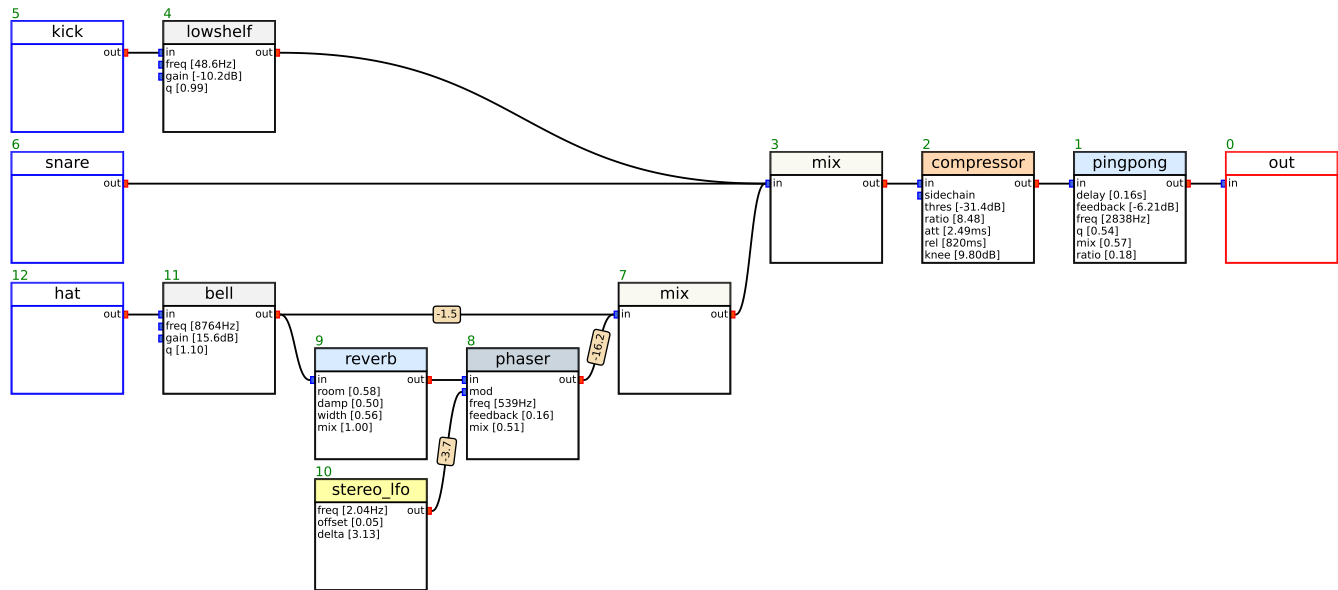 5
kick
out
4
lowshelf
in out
freq [48.6Hz]
gain [-10.2dB]
q [0.99]
6
snare
out
3
mix
in out
2
compressor
in out
sidechain
thres [-31.4dB]
ratio [8.48]
att [2.49ms]
rel [820ms]
knee [9.80dB]
1
pingpong
in out
delay [0.16s]
feedback [-6.21dB]
freq [2838Hz]
q [0.54]
mix [0.57]
ratio [0.18]
0
out
in
12
hat
out
11
bell
in out
freq [8764Hz]
gain [15.6dB]
q [1.10]
-1.5
7
mix
in out
9
reverb
in out
room [0.58]
damp [0.50]
width [0.56]
mix [1.00]
8
phaser
in out
mod
freq [539Hz]
feedback [0.16]
mix [0.51]
-16.2
-3.7
10
stereo_lfo
freq [2.04Hz] out
offset [0.05]
delta [3.13]